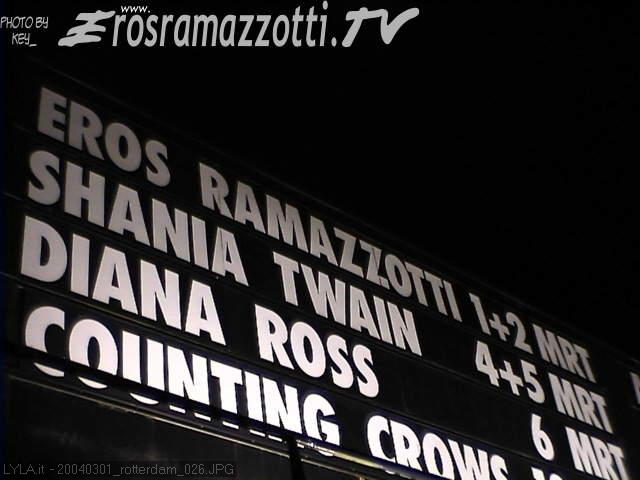 PHOTO BY
KEY_
www.
Erosramazzotti.TV
EROS RAMAZZOTTI 1+2 MRT
SHANIA TWAIN 4+5 MRT
DIANA ROSS 6 MRT
COUNTING CROWS
LYLA.it - 20040301_rotterdam_026.JPG